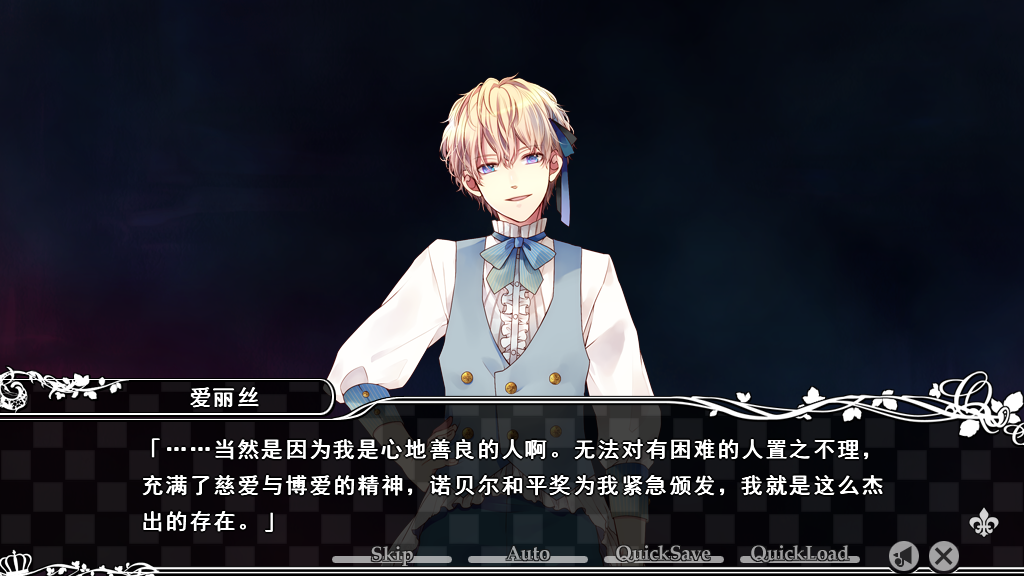 爱丽丝
「……当然是因为我是心地善良的人啊。无法对有困难的人置之不理，
充满了慈爱与博爱的精神，诺贝尔和平奖为我紧急颁发，我就是这么杰
出的存在。」
Skip Auto QuickSave QuickLoad